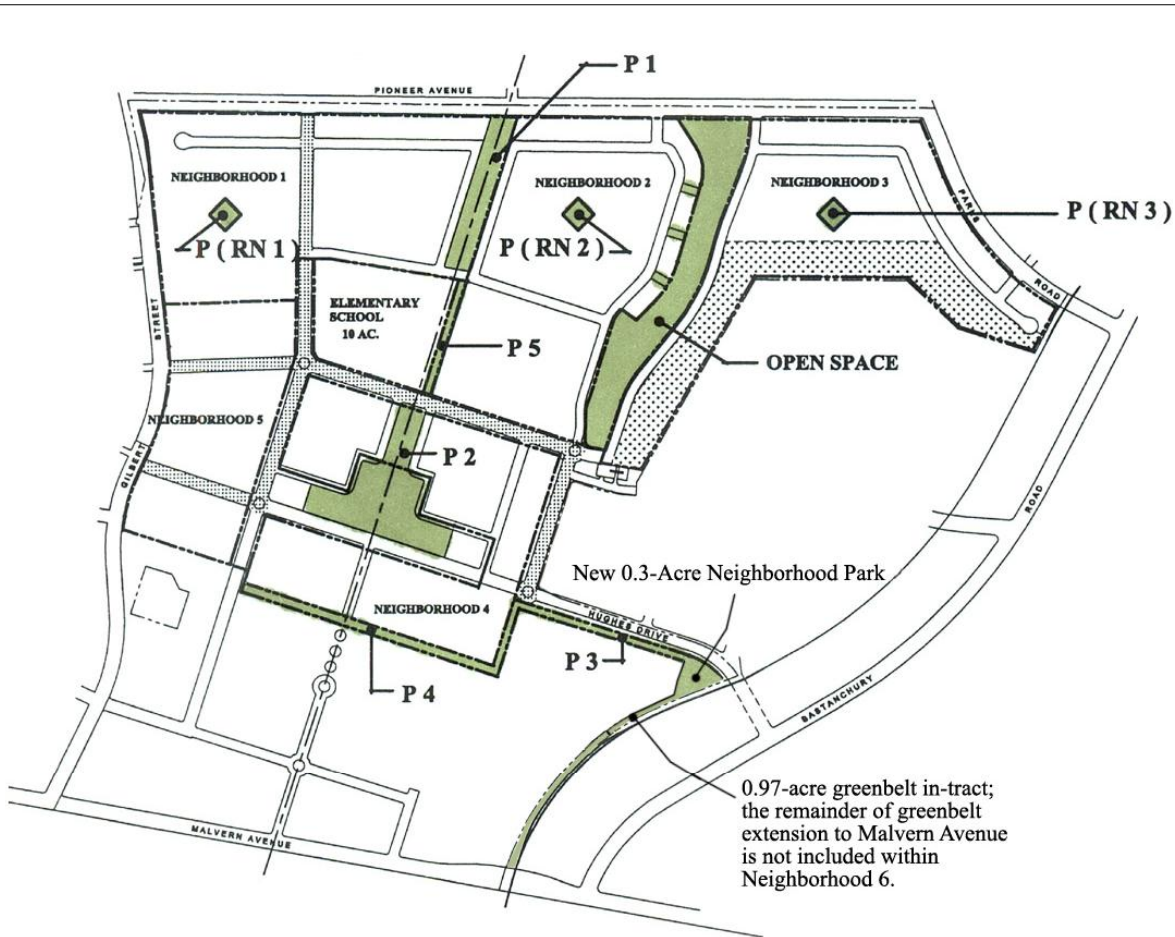 P 1
PIONEER AVENUE
NEIGHBORHOOD 1
NEIGHBORHOOD 2
NEIGHBORHOOD 3
PARKS
P ( RN 3 )
P ( RN 1 )
P ( RN 2 )
ROAD
STREET
ELEMENTARY
SCHOOL
10 AC.
P 5
OPEN SPACE
NEIGHBORHOOD 5
GILBERT
P 2
ROAD
New 0.3-Acre Neighborhood Park
NEIGHBORHOOD 4
HUGHES DRIVE
P 3
P 4
BASTANCHURY
0.97-acre greenbelt in-tract;
the remainder of greenbelt
extension to Malvern Avenue
is not included within
Neighborhood 6.
MALVERN AVENUE